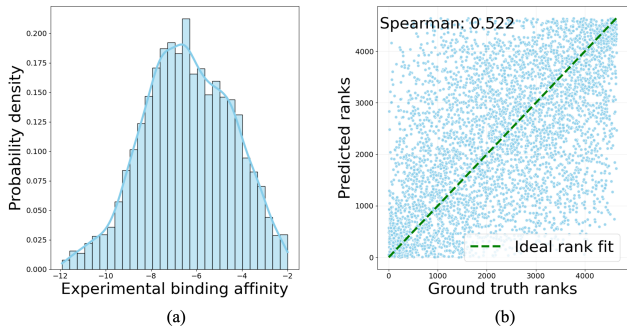 0.200
0.175
0.150
0.125
0.100
0.075
0.050
0.025
0.000
Probability density
−12 −10 −8 −6 −4 −2
Experimental binding affinity
(a)
Spearman: 0.522
4000
3000
2000
1000
0
Predicted ranks
Ideal rank fit
0 1000 2000 3000 4000
Ground truth ranks
(b)